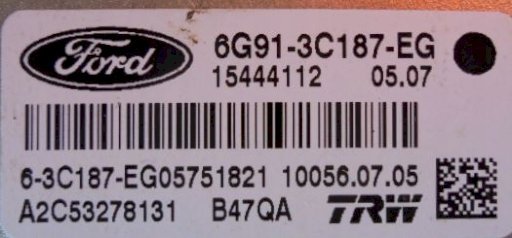 Ford 6G91-3C187-EG
15444112 05.07
6-3C187-EG05751821 10056.07.05
A2C53278131 B47QA TRW